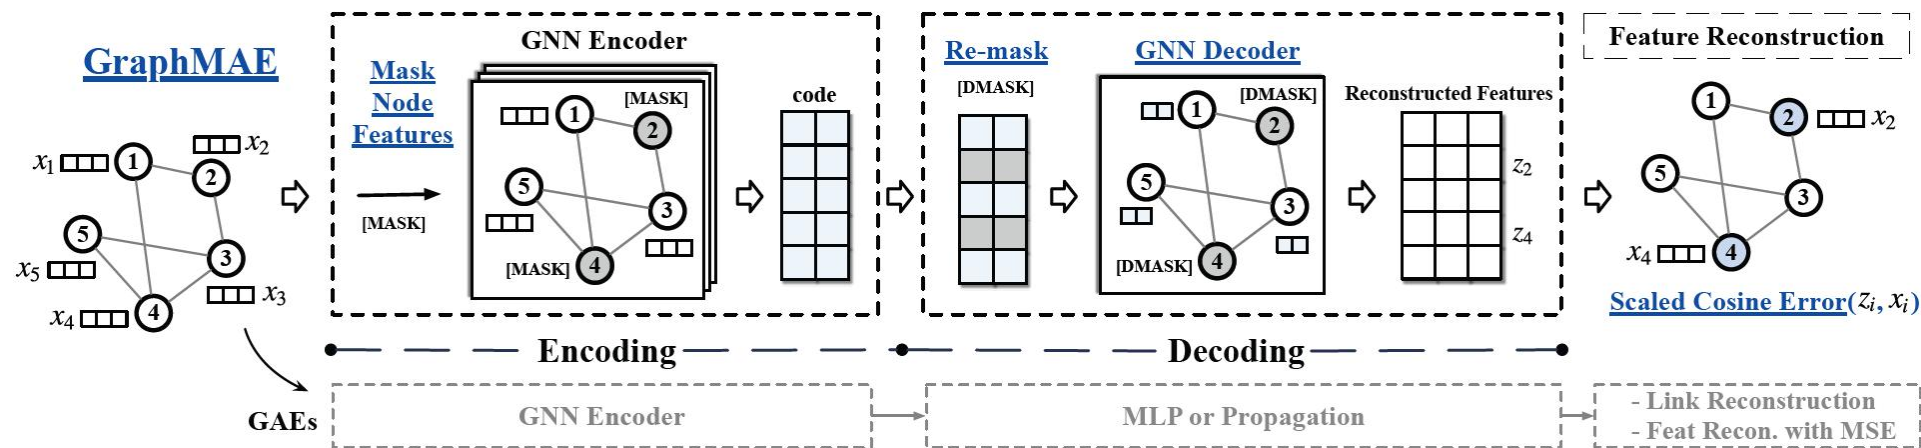 GraphMAE
x1
x2
x3
x4
x5
1
2
3
4
5
Mask
Node
Features
[MASK]
GNN Encoder
[MASK]
1
2
3
4
5
[MASK]
code
Re-mask
[DMASK]
GNN Decoder
[DMASK]
1
2
3
4
5
[DMASK]
Reconstructed Features
z2
z4
Feature Reconstruction
1
2
x2
3
4
x4
5
Scaled Cosine Error(zi, xi)
Encoding
Decoding
GAEs
GNN Encoder
MLP or Propagation
- Link Reconstruction
- Feat Recon. with MSE